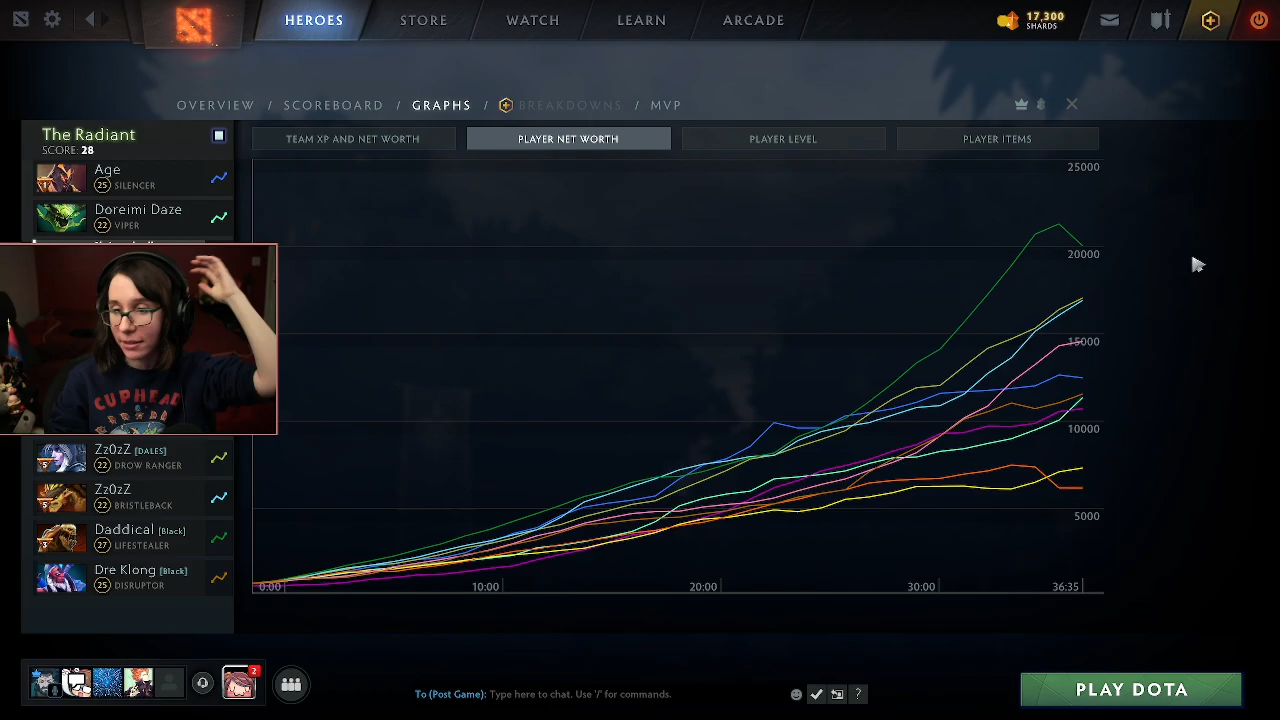 HEROES
STORE
WATCH
LEARN
ARCADE
17,300
SHARDS
OVERVIEW / SCOREBOARD / GRAPHS / BREAKDOWNS / MVP
The Radiant
SCORE: 28
TEAM XP AND NET WORTH
PLAYER NET WORTH
PLAYER LEVEL
PLAYER ITEMS
Age
25 SILENCER
Doreimi Daze
22 VIPER
25000
20000
15000
10000
5000
CUPHEAD
ZzOzZ [DALES]
22 DROW RANGER
ZzOzZ
22 BRISTLEBACK
Daddical [Black]
27 LIFESTEALER
Dre Klong [Black]
25 DISRUPTOR
0:00
10:00
20:00
30:00
36:35
2
To (Post Game): Type here to chat. Use '/' for commands.
?
PLAY DOTA